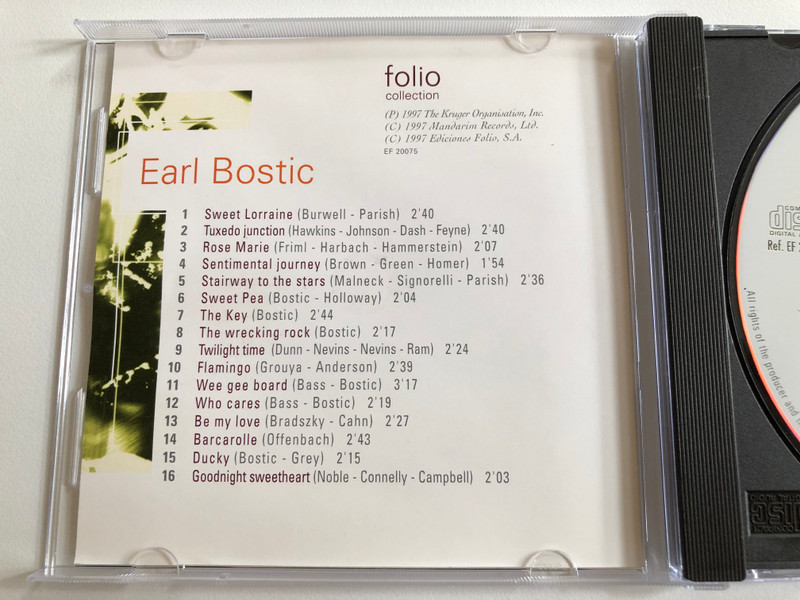 folio
collection
(P) 1997 The Kruger Organisation, Inc.
(C) 1997 Mandarim Records, Ltd.
(C) 1997 Ediciones Folio, S.A.
EF 20075
Earl Bostic
1 Sweet Lorraine (Burwell - Parish) 2'40
2 Tuxedo junction (Hawkins - Johnson - Dash - Feyne) 2'40
3 Rose Marie (Friml - Harbach - Hammerstein) 2'07
4 Sentimental journey (Brown - Green - Homer) 1'54
5 Stairway to the stars (Malneck - Signorelli - Parish) 2'36
6 Sweet Pea (Bostic - Holloway) 2'04
7 The Key (Bostic) 2'44
8 The wrecking rock (Bostic) 2'17
9 Twilight time (Dunn - Nevins - Nevins - Ram) 2'24
10 Flamingo (Grouya - Anderson) 2'39
11 Wee gee board (Bass - Bostic) 3'17
12 Who cares (Bass - Bostic) 2'19
13 Be my love (Bradszky - Cahn) 2'27
14 Barcarolle (Offenbach) 2'43
15 Ducky (Bostic - Grey) 2'15
16 Goodnight sweetheart (Noble - Connelly - Campbell) 2'03
COM
dis
DIGITAL
Ref. EF
All rights of the producer and